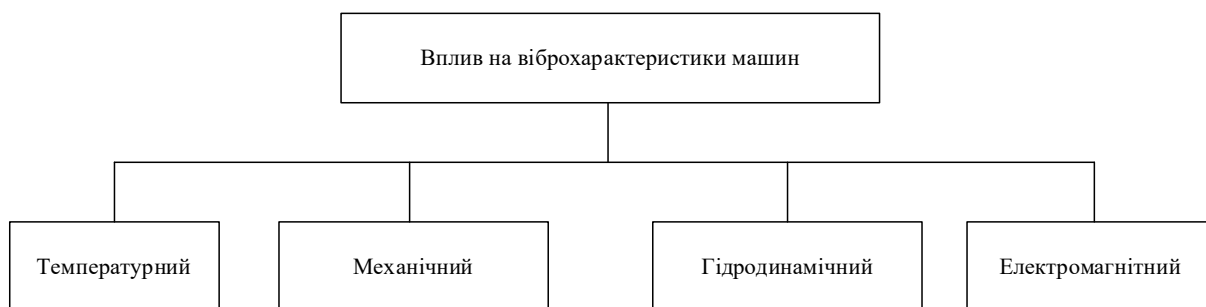 Вплив на віброхарактеристики машин
Температурний
Механічний
Гідродинамічний
Електромагнітний